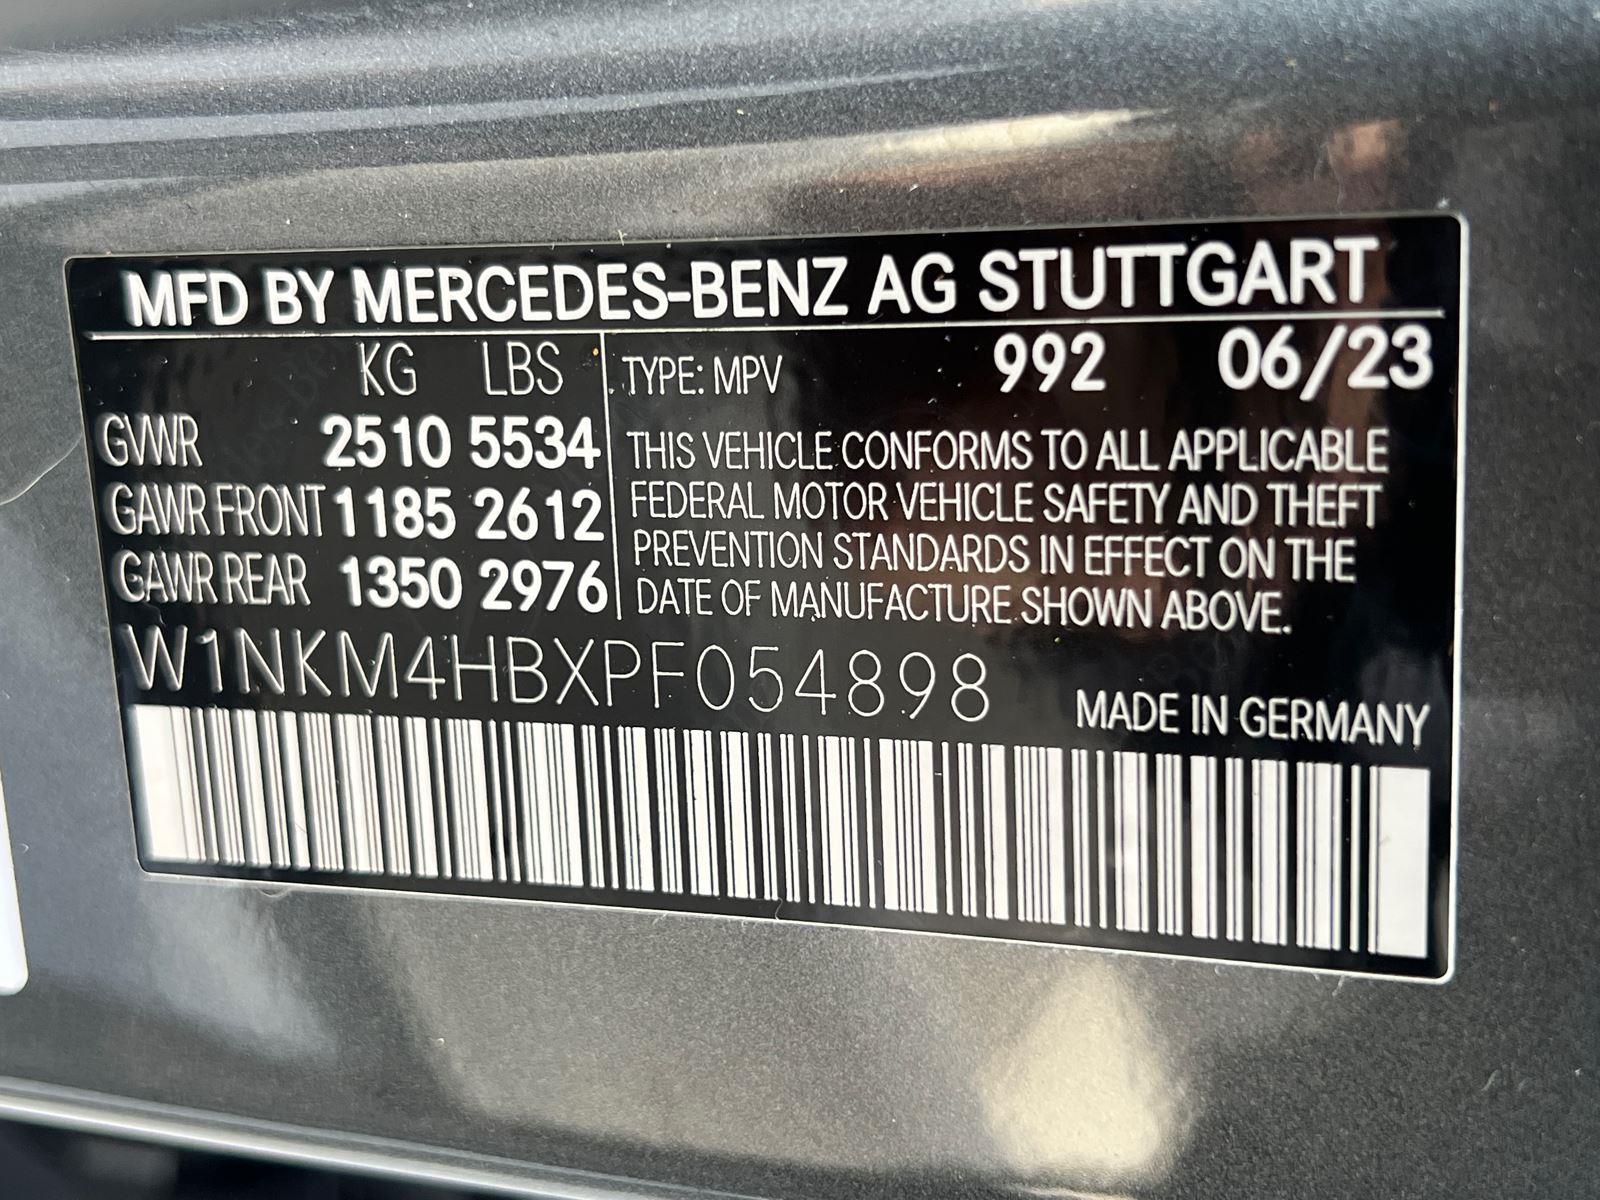 MFD BY MERCEDES-BENZ AG STUTTGART
KG LBS
GVWR 2510 5534
GAWR FRONT 1185 2612
GAWR REAR 1350 2976
TYPE: MPV 992 06/23
THIS VEHICLE CONFORMS TO ALL APPLICABLE
FEDERAL MOTOR VEHICLE SAFETY AND THEFT
PREVENTION STANDARDS IN EFFECT ON THE
DATE OF MANUFACTURE SHOWN ABOVE.
W1NKM4HBXPF054898
MADE IN GERMANY